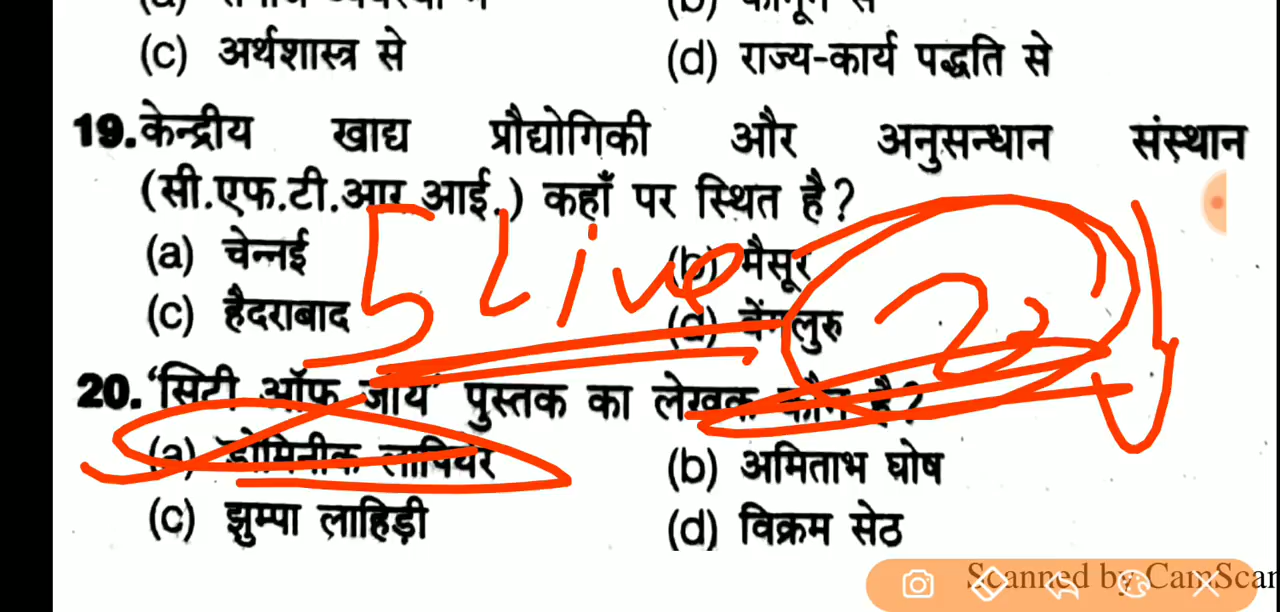 (c) अर्थशास्त्र से (d) राज्य-कार्य पद्धति से
19. केन्द्रीय खाद्य प्रौद्योगिकी और अनुसन्धान संस्थान
(सी.एफ.टी.आर.आई.) कहाँ पर स्थित है?
(a) चेन्नई (b) मैसूर
(c) हैदराबाद (d) बेंगलुरु
5 Live
20. 'सिटी ऑफ जॉय' पुस्तक का लेखक कौन है?
(a) डोमिनीक लापियर (b) अमिताभ घोष
(c) झुम्पा लाहिड़ी (d) विक्रम सेठ
Scanned by CamScan